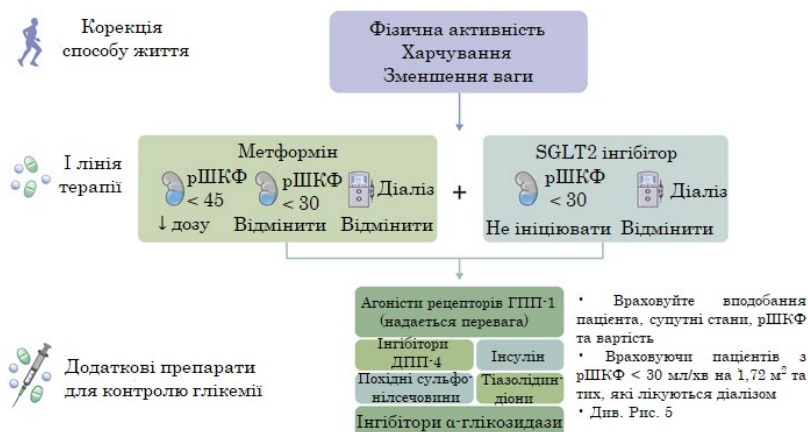 Корекція
способу життя
Фізична активність
Харчування
Зменшення ваги
І лінія
терапії
Метформін
рШКФ
< 45
↓ дозу
рШКФ
< 30
Відмінити
Діаліз
Відмінити
+
SGLT2 інгібітор
рШКФ
< 30
Не ініціювати
Діаліз
Відмінити
Додаткові препарати
для контролю глікемії
Агоністи рецепторів ГПП-1
(надається перевага)
Інгібітори
ДПП-4
Інсулін
Похідні сульфо-
нілсечовини
Тіазолідин-
діони
Інгібітори α-глікозидази
• Враховуйте вподобання
пацієнта, супутні стани, рШКФ
та вартість
• Враховуючи пацієнтів з
рШКФ < 30 мл/хв на 1,72 м² та
тих, які лікуються діалізом
• Див. Рис. 5